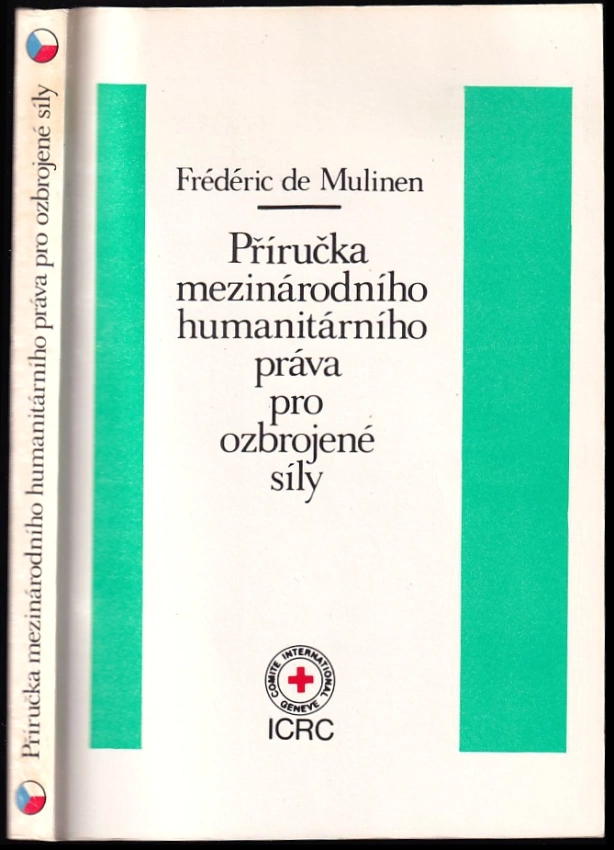 Příručka mezinárodního humanitárního práva pro ozbrojené síly
Frédéric de Mulinen
Příručka
mezinárodního
humanitárního
práva
pro
ozbrojené
síly
COMITE INTERNATIONAL
GENEVE
ICRC